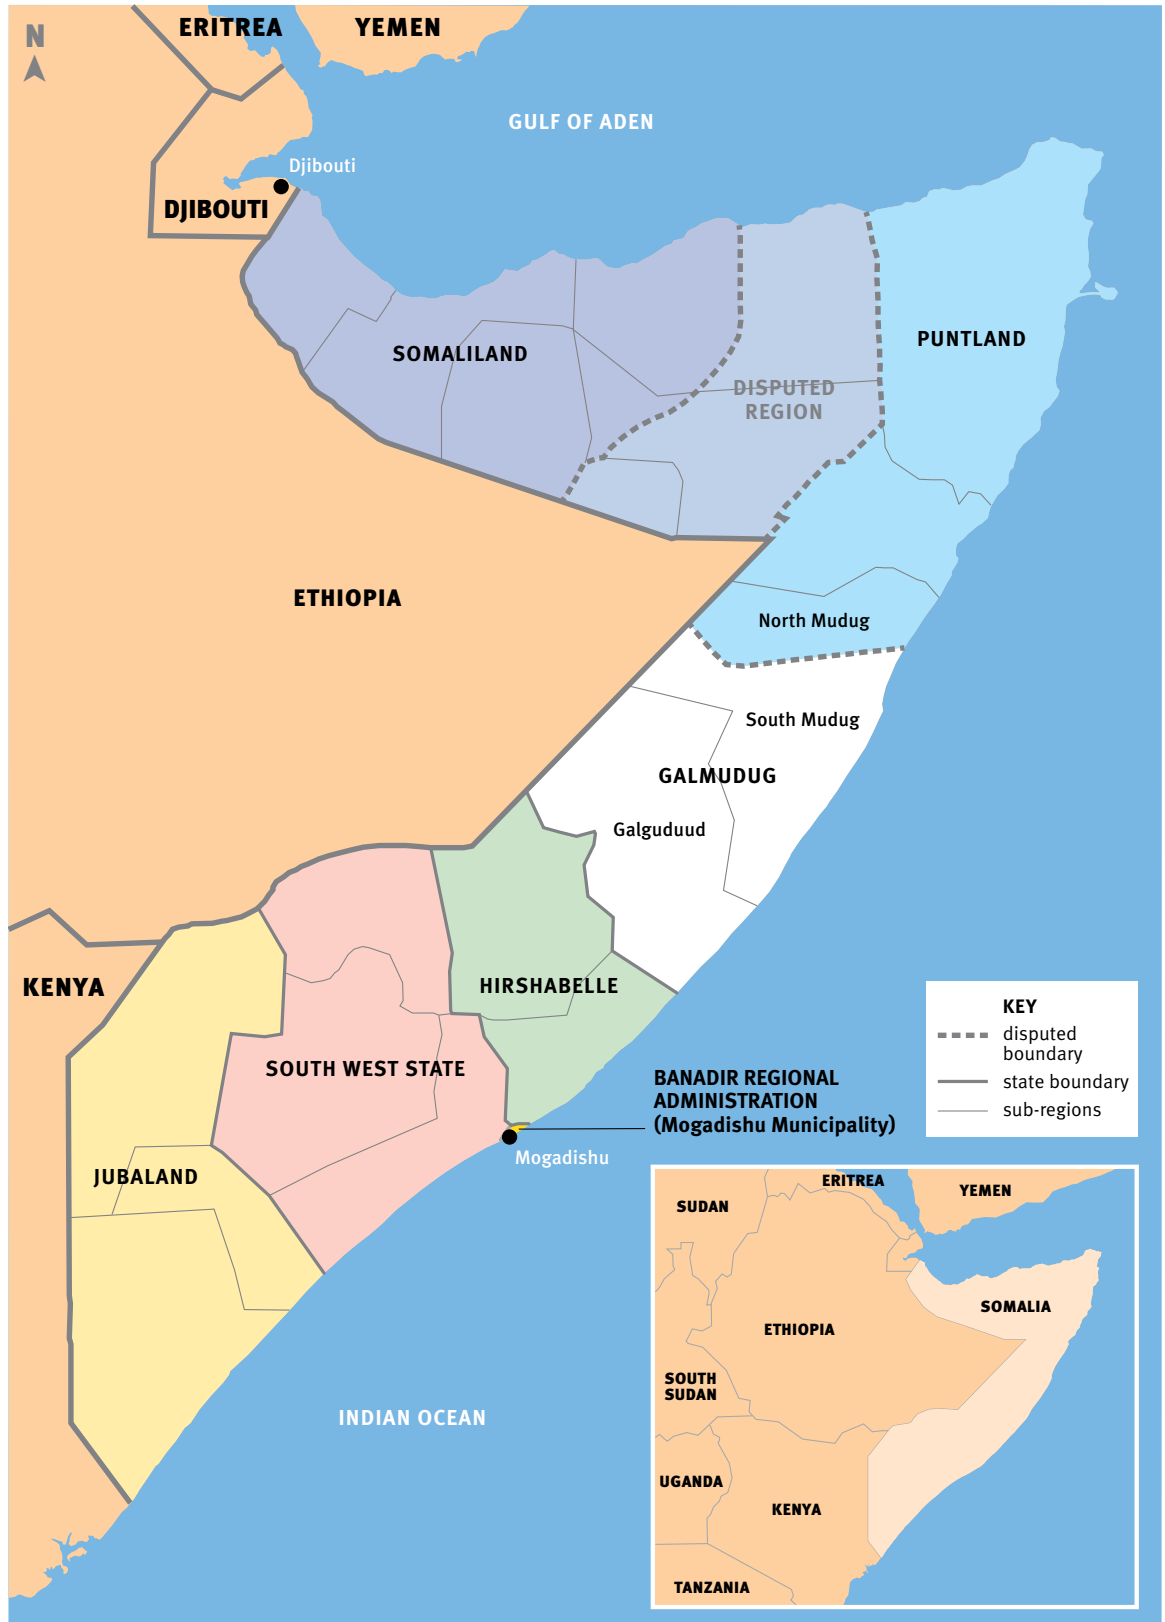 N
ERITREA
YEMEN
GULF OF ADEN
Djibouti
DJIBOUTI
PUNTLAND
SOMALILAND
DISPUTED
REGION
ETHIOPIA
North Mudug
South Mudug
GALMUDUG
Galguduud
KENYA
HIRSHABELLE
SOUTH WEST STATE
BANADIR REGIONAL
ADMINISTRATION
(Mogadishu Municipality)
Mogadishu
JUBALAND
INDIAN OCEAN
KEY
disputed
boundary
state boundary
sub-regions
ERITREA
YEMEN
SUDAN
SOMALIA
ETHIOPIA
SOUTH
SUDAN
UGANDA
KENYA
TANZANIA